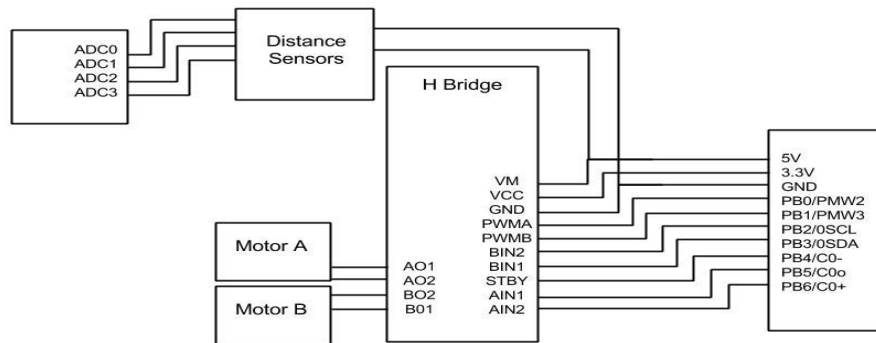 ADC0
ADC1
ADC2
ADC3
Distance
Sensors
H Bridge
VM
VCC
GND
PWMA
PWMB
BIN2
BIN1
STBY
AIN1
AIN2
AO1
AO2
BO2
B01
Motor A
Motor B
5V
3.3V
GND
PB0/PMW2
PB1/PMW3
PB2/0SCL
PB3/0SDA
PB4/C0-
PB5/C0o
PB6/C0+